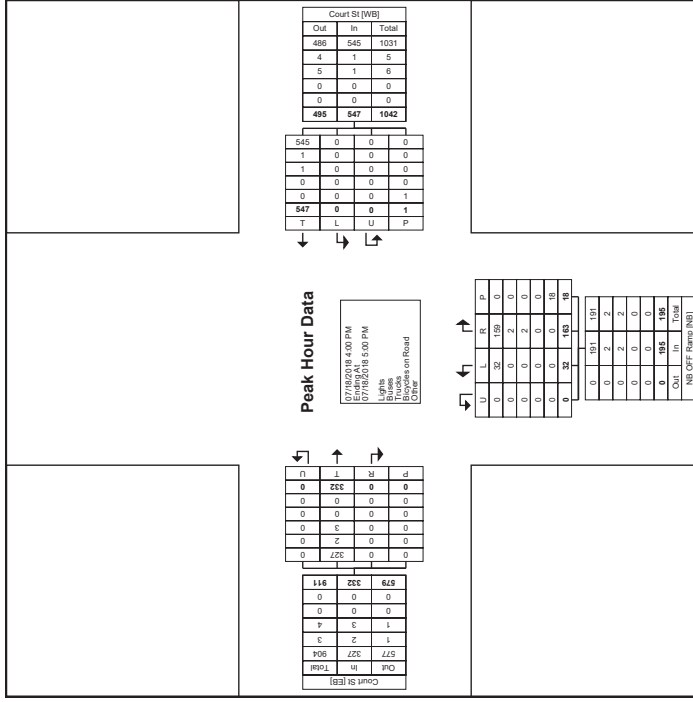 Court St [WB]
Out In Total
486 545 1031
4 1 5
5 1 6
0 0 0
0 0 0
495 547 1042
545 0 0 0
1 0 0 0
1 0 0 0
0 0 0 0
0 0 0 1
547 0 0 1
T L U P
Peak Hour Data
07/18/2018 4:00 PM
Ending At
07/18/2018 5:00 PM
Lights
Buses
Trucks
Bicycles on Road
Other
U L R P
0 32 159 0
0 0 2 0
0 0 2 0
0 0 0 0
0 0 0 18
0 32 163 18
0 191 191
0 2 2
0 2 2
0 0 0
0 0 0
0 195 195
Out In Total
NB OFF Ramp [NB]
Court St [EB]
Out In Total
577 327 904
1 2 3
1 3 4
0 0 0
0 0 0
579 332 911
0 0 327 0
0 0 2 0
0 0 3 0
0 0 0 0
0 0 0 0
0 0 332 0
P R T U